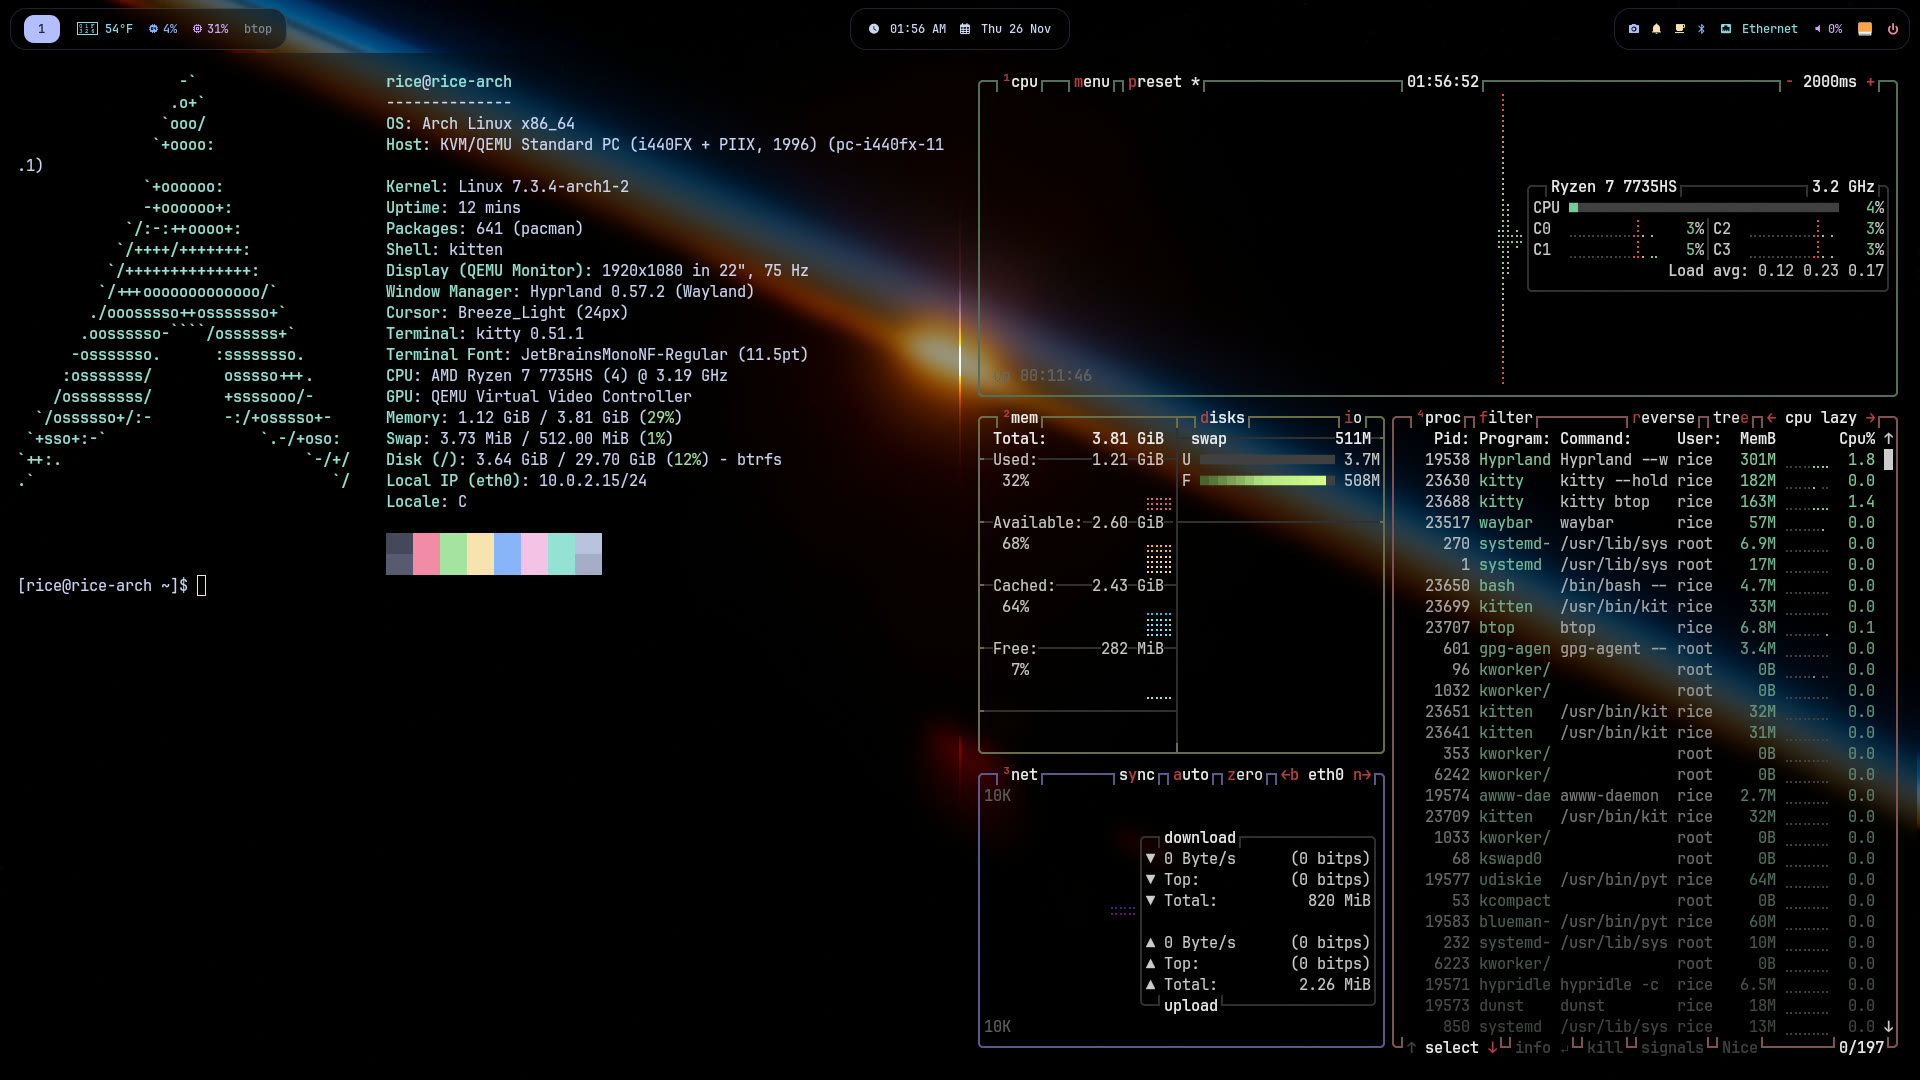 1 54°F 4% 31% btop
01:56 AM Thu 26 Nov
Ethernet 0%
-`
.o+`
`ooo/
`+oooo:
`+oooooo:
-+oooooo+:
`/:-:++oooo+:
`/++++/+++++++:
`/++++++++++++++:
`/+++ooooooooooooo/`
./ooosssso++osssssso+`
.oossssso-````/ossssss+`
-osssssso.      :ssssssso.
:osssssss/        osssso+++.
/ossssssss/        +ssssooo/-
`/ossssso+/:-        -:/+osssso+-
`+sso+:-`                 `.-/+oso:
`++:.                           `-/+/
.`                                 `/
rice@rice-arch
--------------
OS: Arch Linux x86_64
Host: KVM/QEMU Standard PC (i440FX + PIIX, 1996) (pc-i440fx-11
.1)
Kernel: Linux 7.3.4-arch1-2
Uptime: 12 mins
Packages: 641 (pacman)
Shell: kitten
Display (QEMU Monitor): 1920x1080 in 22", 75 Hz
Window Manager: Hyprland 0.57.2 (Wayland)
Cursor: Breeze_Light (24px)
Terminal: kitty 0.51.1
Terminal Font: JetBrainsMonoNF-Regular (11.5pt)
CPU: AMD Ryzen 7 7735HS (4) @ 3.19 GHz
GPU: QEMU Virtual Video Controller
Memory: 1.12 GiB / 3.81 GiB (29%)
Swap: 3.73 MiB / 512.00 MiB (1%)
Disk (/): 3.64 GiB / 29.70 GiB (12%) - btrfs
Local IP (eth0): 10.0.2.15/24
Locale: C
[rice@rice-arch ~]$
¹cpu menu preset * 01:56:52 - 2000ms +
Ryzen 7 7735HS 3.2 GHz
CPU 4%
C0 3% C2 3%
C1 5% C3 3%
Load avg: 0.12 0.23 0.17
up 00:11:46
²mem disks io
Total: 3.81 GiB
Used: 1.21 GiB
32%
Available: 2.60 GiB
68%
Cached: 2.43 GiB
64%
Free: 282 MiB
7%
swap 511M
U 3.7M
F 508M
³net sync auto zero ←b eth0 n→
10K
download
▼ 0 Byte/s (0 bitps)
▼ Top: (0 bitps)
▼ Total: 820 MiB
▲ 0 Byte/s (0 bitps)
▲ Top: (0 bitps)
▲ Total: 2.26 MiB
upload
10K
⁴proc filter reverse tree ← cpu lazy →
Pid: Program: Command: User: MemB Cpu% ↑
19538 Hyprland Hyprland --w rice 301M 1.8
23630 kitty kitty --hold rice 182M 0.0
23688 kitty kitty btop rice 163M 1.4
23517 waybar waybar rice 57M 0.0
270 systemd- /usr/lib/sys root 6.9M 0.0
1 systemd /usr/lib/sys root 17M 0.0
23650 bash /bin/bash -- rice 4.7M 0.0
23699 kitten /usr/bin/kit rice 33M 0.0
23707 btop btop rice 6.8M 0.1
601 gpg-agen gpg-agent -- root 3.4M 0.0
96 kworker/ root 0B 0.0
1032 kworker/ root 0B 0.0
23651 kitten /usr/bin/kit rice 32M 0.0
23641 kitten /usr/bin/kit rice 31M 0.0
353 kworker/ root 0B 0.0
6242 kworker/ root 0B 0.0
19574 awww-dae awww-daemon rice 2.7M 0.0
23709 kitten /usr/bin/kit rice 32M 0.0
1033 kworker/ root 0B 0.0
68 kswapd0 root 0B 0.0
19577 udiskie /usr/bin/pyt rice 64M 0.0
53 kcompact root 0B 0.0
19583 blueman- /usr/bin/pyt rice 60M 0.0
232 systemd- /usr/lib/sys root 10M 0.0
6223 kworker/ root 0B 0.0
19571 hypridle hypridle -c rice 6.5M 0.0
19573 dunst dunst rice 18M 0.0
850 systemd /usr/lib/sys rice 13M 0.0 ↓
↑ select ↓ info ↵ kill signals Nice 0/197